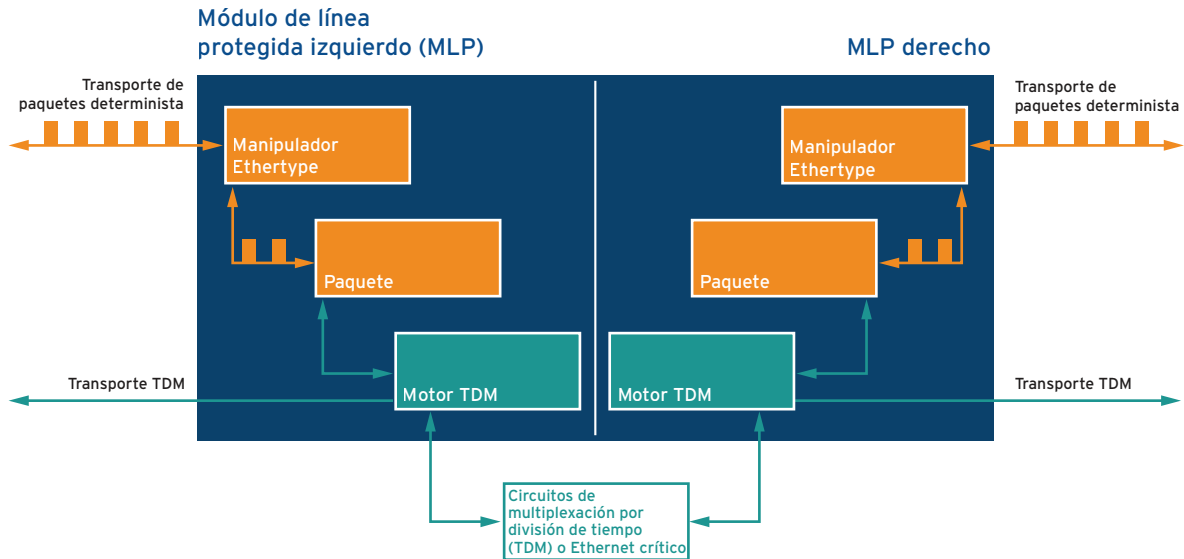 Módulo de línea
protegida izquierdo (MLP)
MLP derecho
Transporte de
paquetes determinista
Transporte de
paquetes determinista
Manipulador
Ethertype
Manipulador
Ethertype
Paquete
Paquete
Transporte TDM
Motor TDM
Motor TDM
Transporte TDM
Circuitos de
multiplexación por
división de tiempo
(TDM) o Ethernet crítico